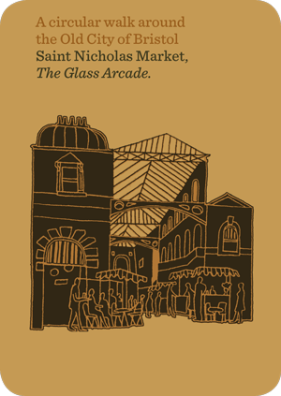 A circular walk around
the Old City of Bristol
Saint Nicholas Market,
The Glass Arcade.